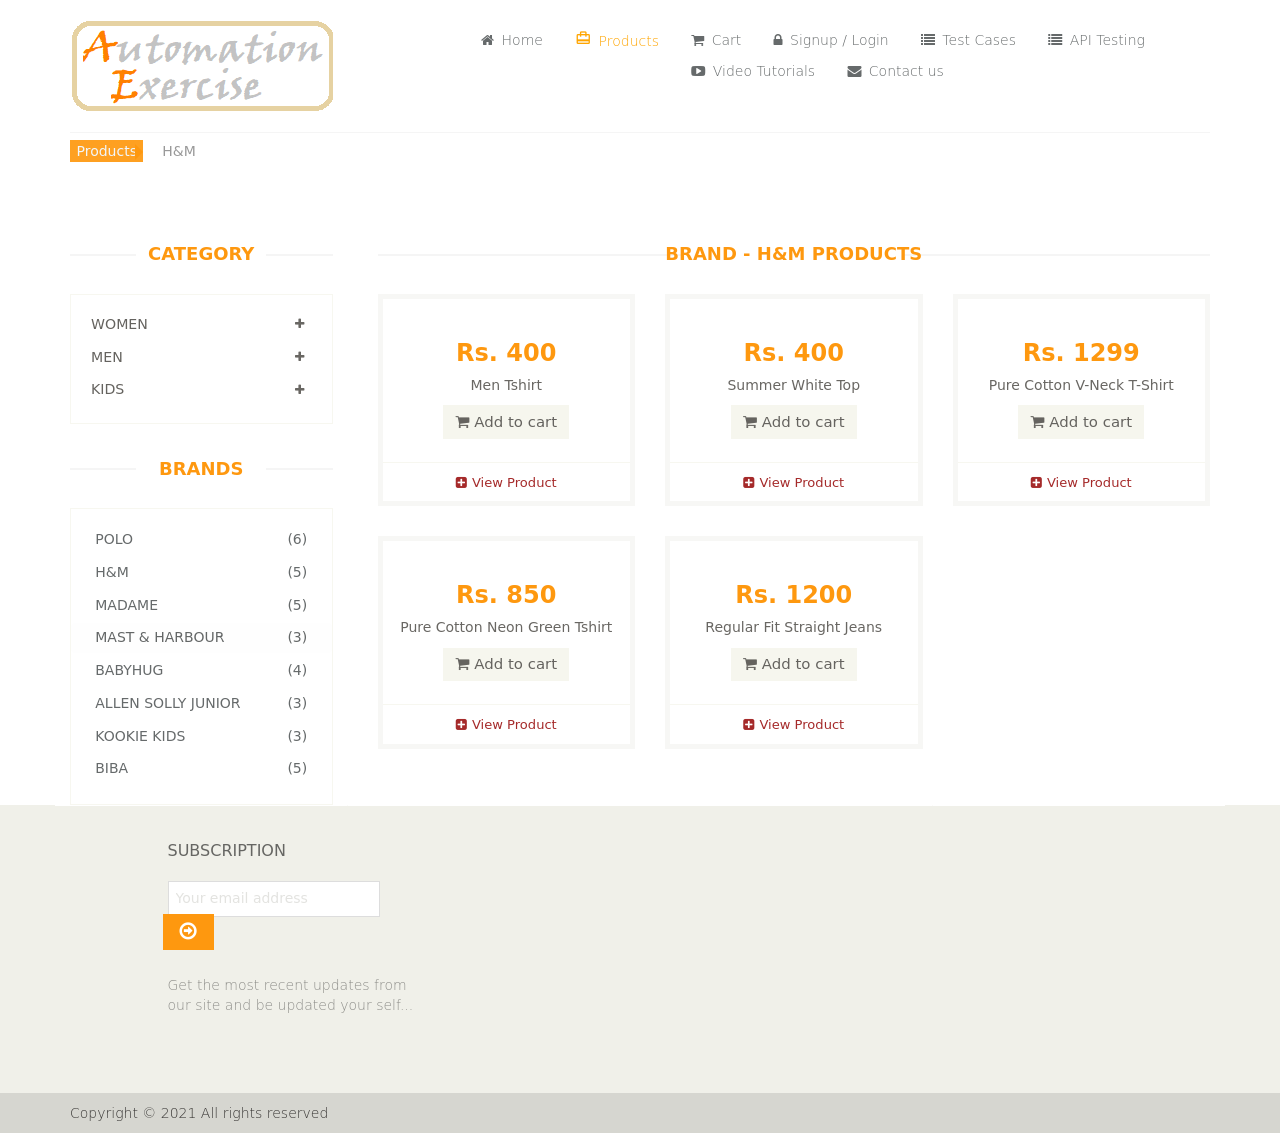 Automation
Exercise
Home Products Cart Signup / Login Test Cases API Testing
Video Tutorials Contact us
Products H&M
CATEGORY
WOMEN
MEN
KIDS
BRANDS
POLO (6)
H&M (5)
MADAME (5)
MAST & HARBOUR (3)
BABYHUG (4)
ALLEN SOLLY JUNIOR (3)
KOOKIE KIDS (3)
BIBA (5)
BRAND - H&M PRODUCTS
Rs. 400
Men Tshirt
Add to cart
View Product
Rs. 400
Summer White Top
Add to cart
View Product
Rs. 1299
Pure Cotton V-Neck T-Shirt
Add to cart
View Product
Rs. 850
Pure Cotton Neon Green Tshirt
Add to cart
View Product
Rs. 1200
Regular Fit Straight Jeans
Add to cart
View Product
SUBSCRIPTION
Your email address
Get the most recent updates from
our site and be updated your self...
Copyright © 2021 All rights reserved